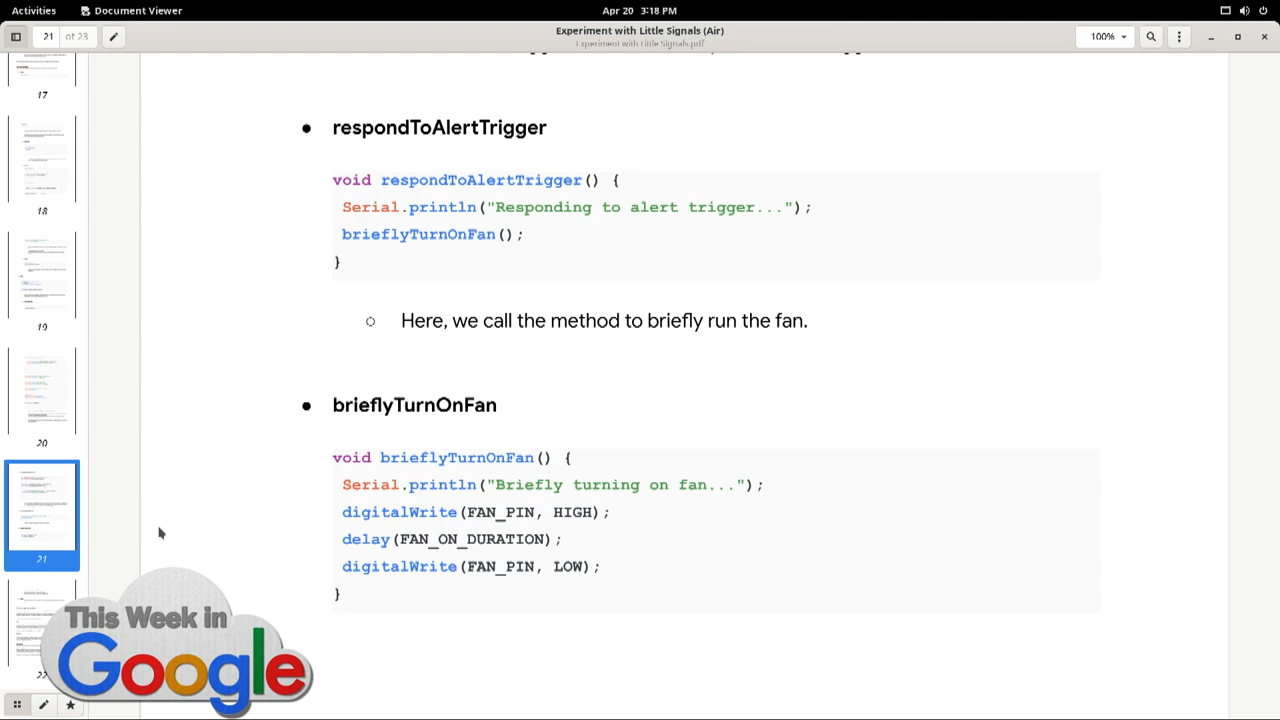 Activities
Document Viewer
Apr 20 3:18 PM
21 of 23
Experiment with Little Signals (Air)
Experiment with Little Signals.pdf
100%
17
18
19
20
21
22
● respondToAlertTrigger
void respondToAlertTrigger() {
Serial.println("Responding to alert trigger...");
brieflyTurnOnFan();
}
○ Here, we call the method to briefly run the fan.
● brieflyTurnOnFan
void brieflyTurnOnFan() {
Serial.println("Briefly turning on fan...");
digitalWrite(FAN_PIN, HIGH);
delay(FAN_ON_DURATION);
digitalWrite(FAN_PIN, LOW);
}
This Week in
Google